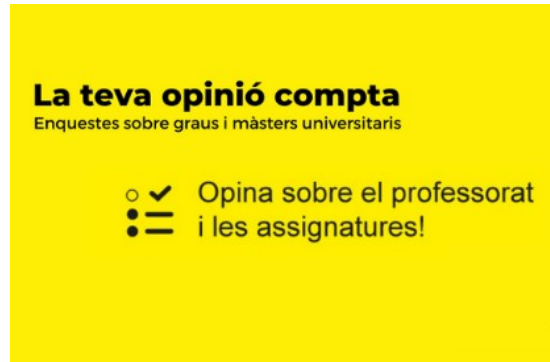 La teva opinió compta
Enquestes sobre graus i màsters universitaris
Opina sobre el professorat
i les assignatures!